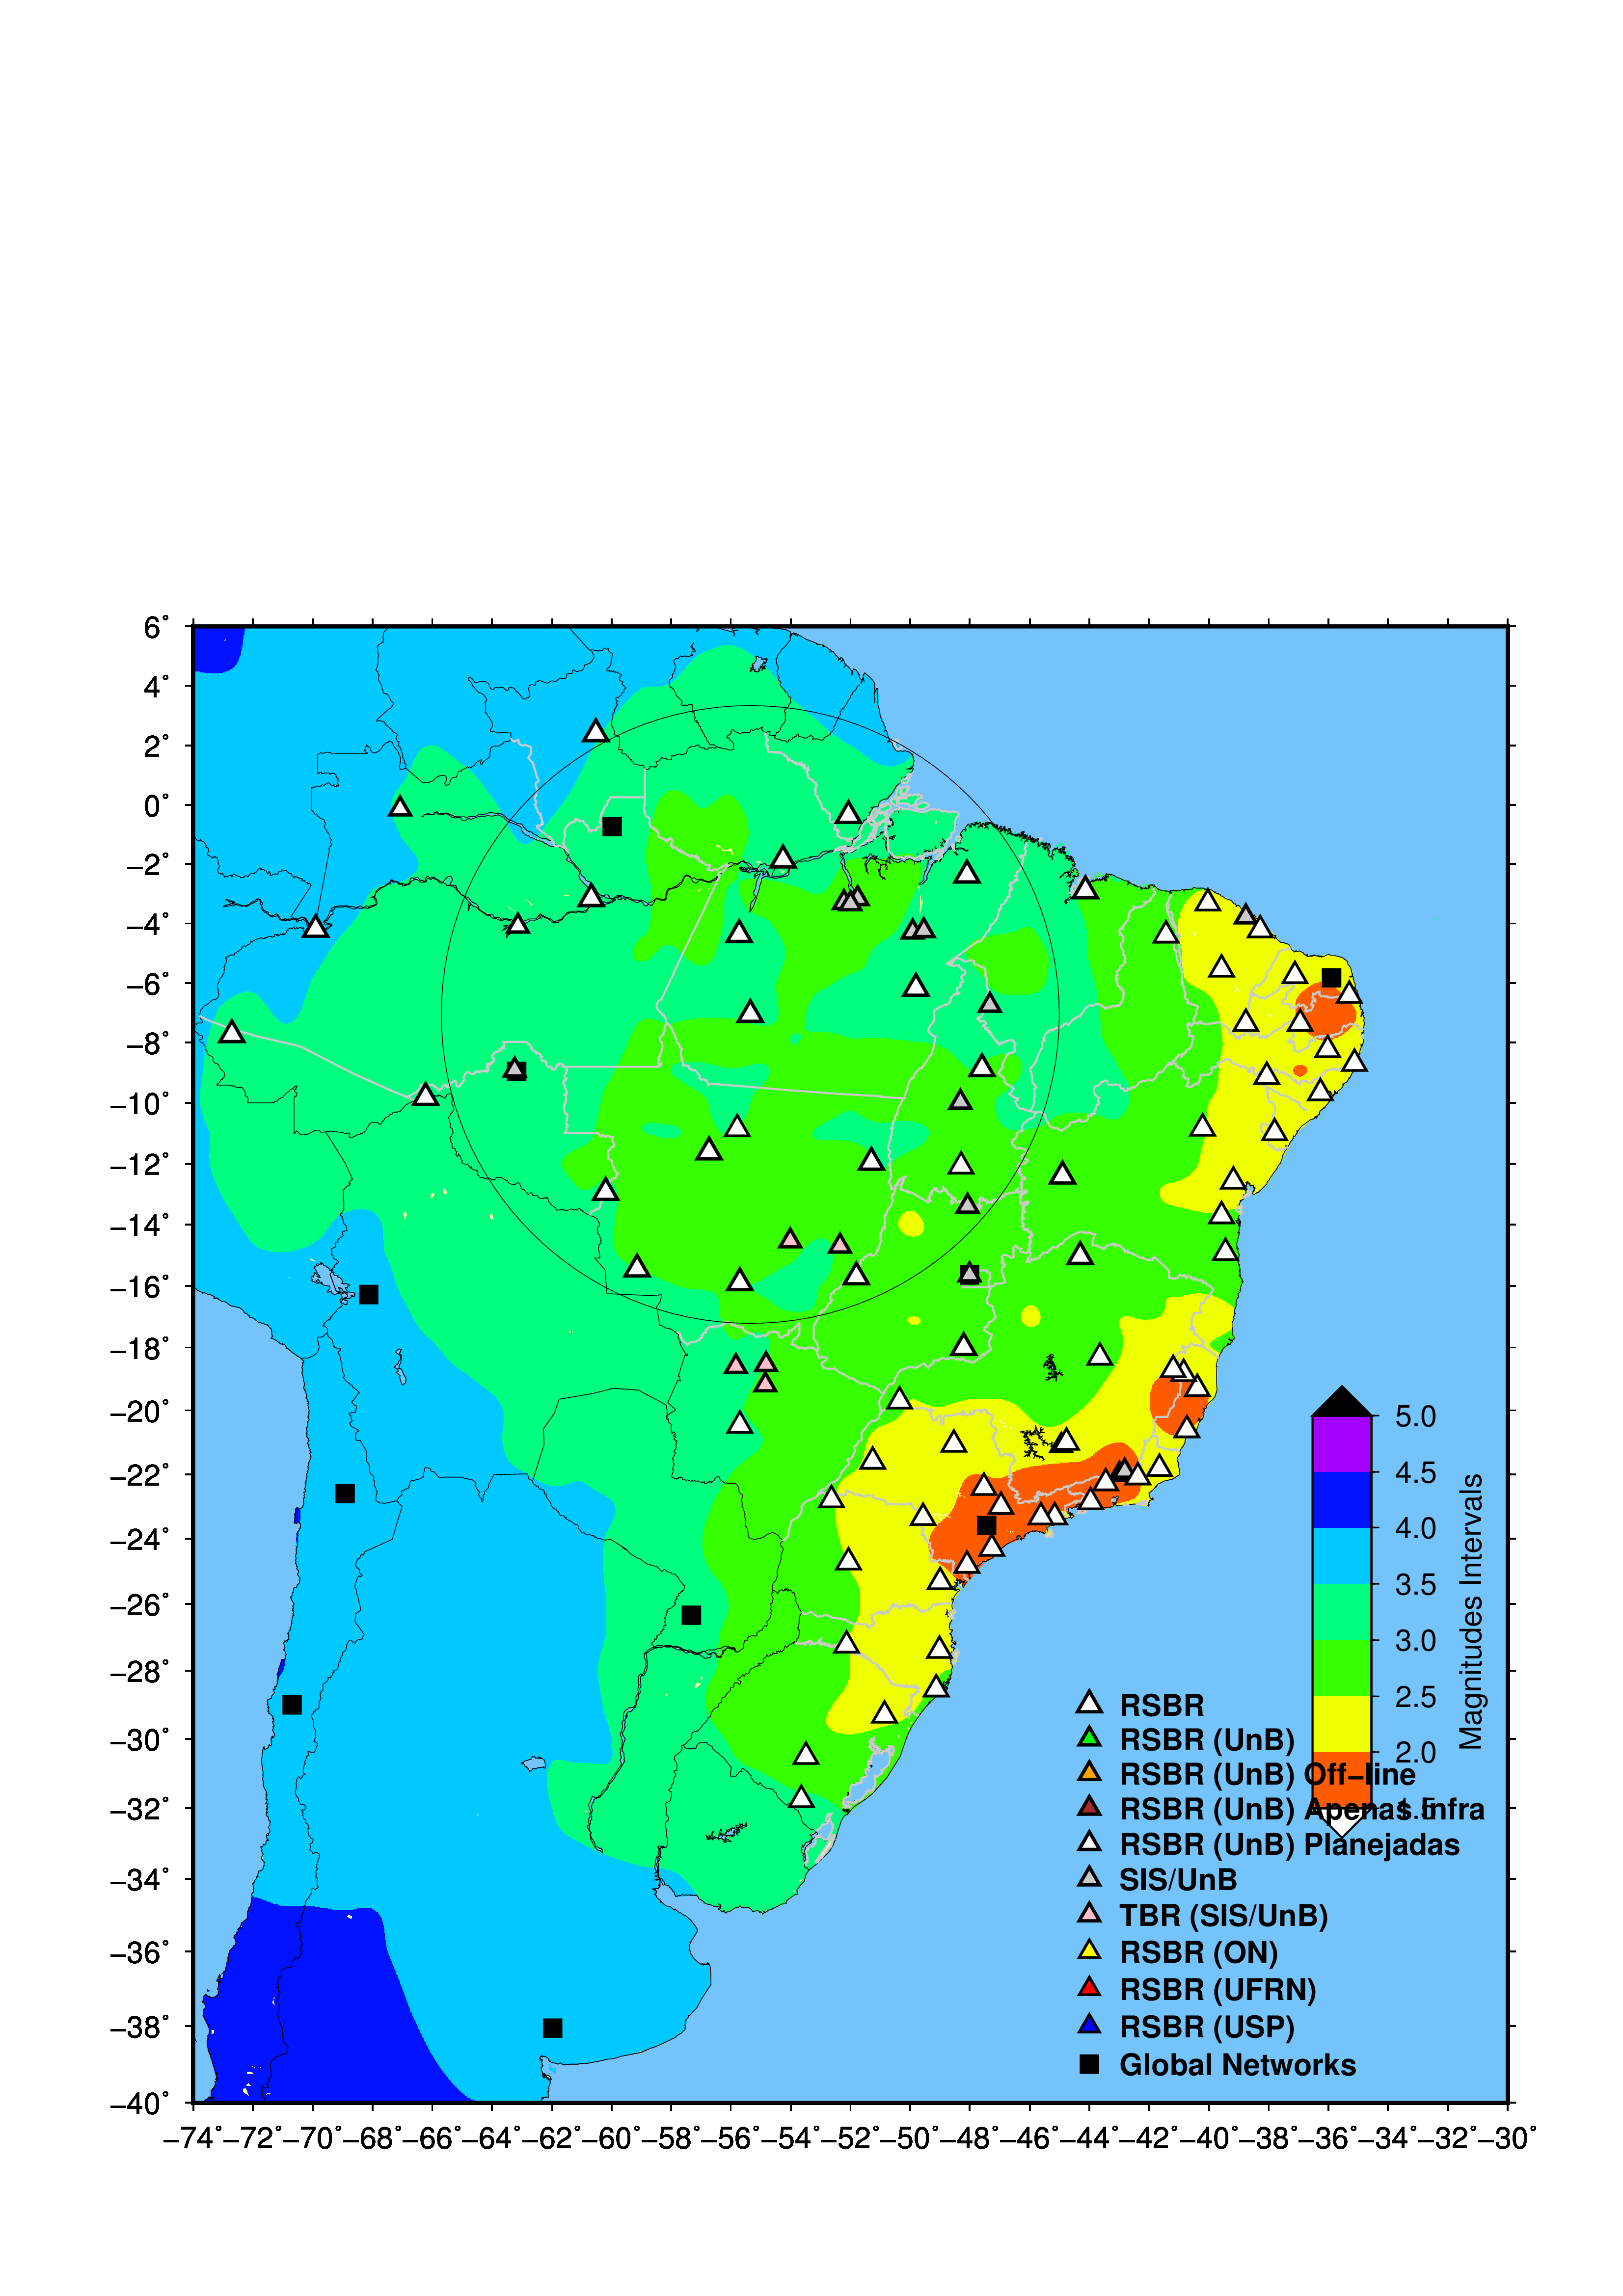 6°
4°
2°
0°
−2°
−4°
−6°
−8°
−10°
−12°
−14°
−16°
−18°
−20°
−22°
−24°
−26°
−28°
−30°
−32°
−34°
−36°
−38°
−40°
−74° −72° −70° −68° −66° −64° −62° −60° −58° −56° −54° −52° −50° −48° −46° −44° −42° −40° −38° −36° −34° −32° −30°
5.0
4.5
4.0
3.5
3.0
2.5
2.0
1.5
Magnitudes Intervals
RSBR
RSBR (UnB)
RSBR (UnB) Off−line
RSBR (UnB) Apenas Infra
RSBR (UnB) Planejadas
SIS/UnB
TBR (SIS/UnB)
RSBR (ON)
RSBR (UFRN)
RSBR (USP)
Global Networks